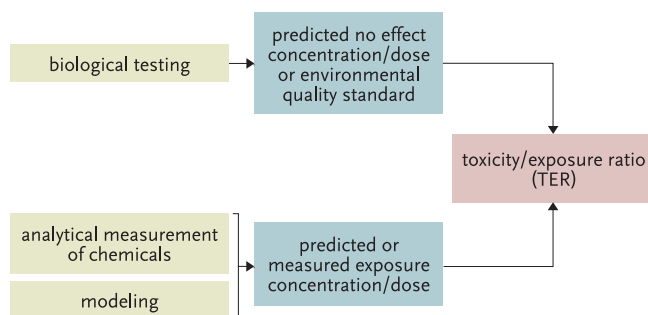 biological testing
predicted no effect
concentration/dose
or environmental
quality standard
toxicity/exposure ratio
(TER)
analytical measurement
of chemicals
modeling
predicted or
measured exposure
concentration/dose